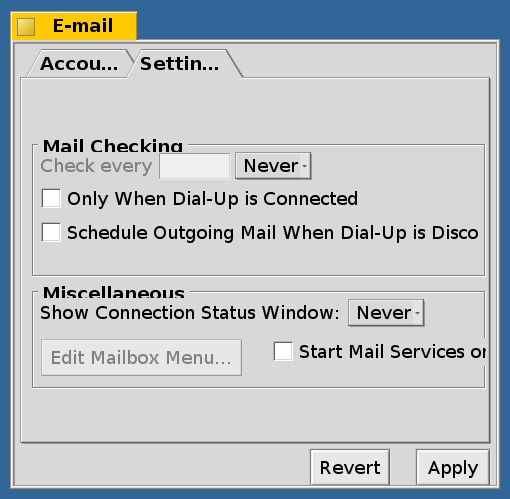 E-mail
Accou...
Settin...
Mail Checking
Check every Never
Only When Dial-Up is Connected
Schedule Outgoing Mail When Dial-Up is Disco
Miscellaneous
Show Connection Status Window: Never
Edit Mailbox Menu... Start Mail Services
Revert Apply